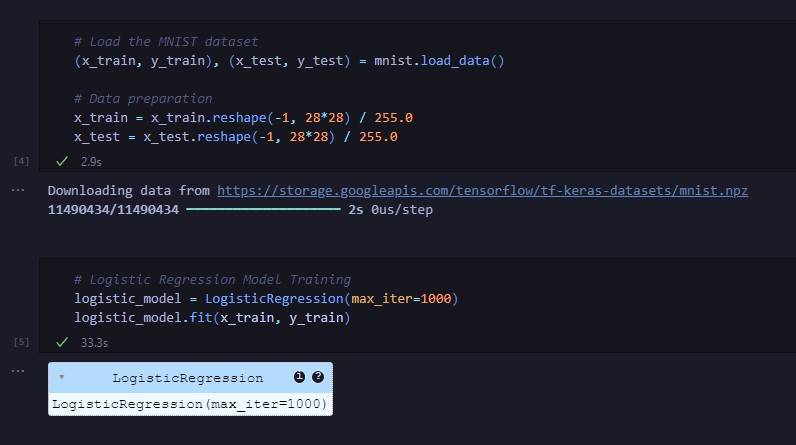 # Load the MNIST dataset
(x_train, y_train), (x_test, y_test) = mnist.load_data()
# Data preparation
x_train = x_train.reshape(-1, 28*28) / 255.0
x_test = x_test.reshape(-1, 28*28) / 255.0
[4] ✓ 2.9s
... Downloading data from https://storage.googleapis.com/tensorflow/tf-keras-datasets/mnist.npz
11490434/11490434 ━━━━━━━━━━━━━━━━━━━━ 2s 0us/step
# Logistic Regression Model Training
logistic_model = LogisticRegression(max_iter=1000)
logistic_model.fit(x_train, y_train)
[5] ✓ 33.3s
... ▾ LogisticRegression i ?
LogisticRegression(max_iter=1000)